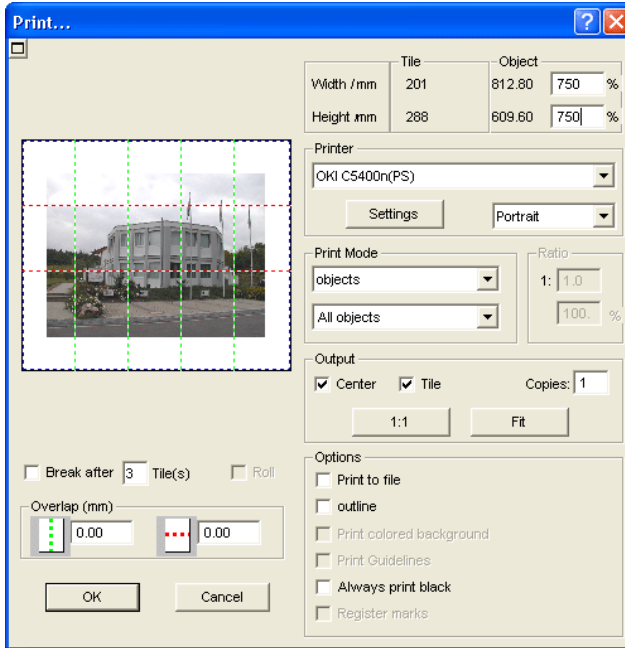 Print...
Tile Object
Width / mm 201 812.80 750 %
Height /mm 288 609.60 750 %
Printer
OKI C5400n(PS)
Settings Portrait
Print Mode Ratio
objects 1: 1.0
All objects 100. %
Output
Center Tile Copies: 1
1:1 Fit
Break after 3 Tile(s) Roll
Overlap (mm)
0.00 0.00
OK Cancel
Options
Print to file
outline
Print colored background
Print Guidelines
Always print black
Register marks